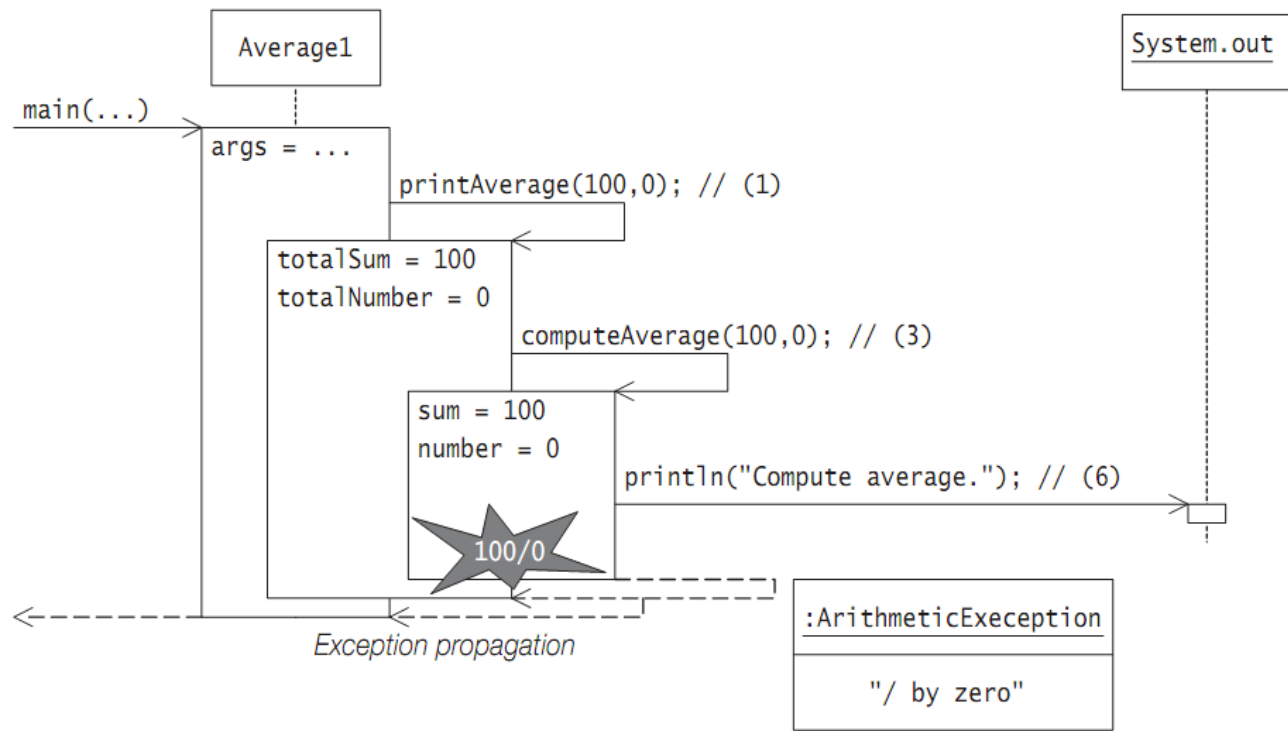 Average1
System.out
main(...)
args = ...
printAverage(100,0); // (1)
totalSum = 100
totalNumber = 0
computeAverage(100,0); // (3)
sum = 100
number = 0
println("Compute average."); // (6)
100/0
:ArithmeticExeception
Exception propagation
"/ by zero"